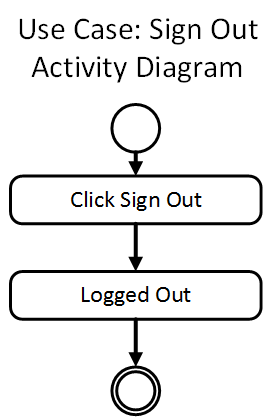 Use Case: Sign Out
Activity Diagram
Click Sign Out
Logged Out